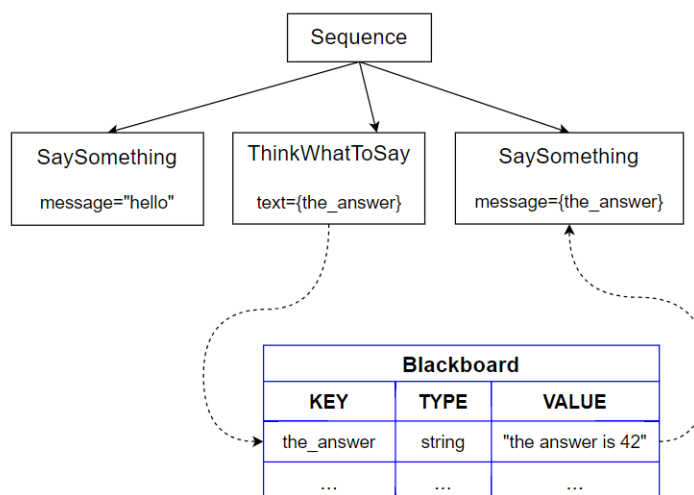 Sequence
SaySomething
message="hello"
ThinkWhatToSay
text={the_answer}
SaySomething
message={the_answer}
Blackboard
KEY TYPE VALUE
the_answer string "the answer is 42"
... ... ...